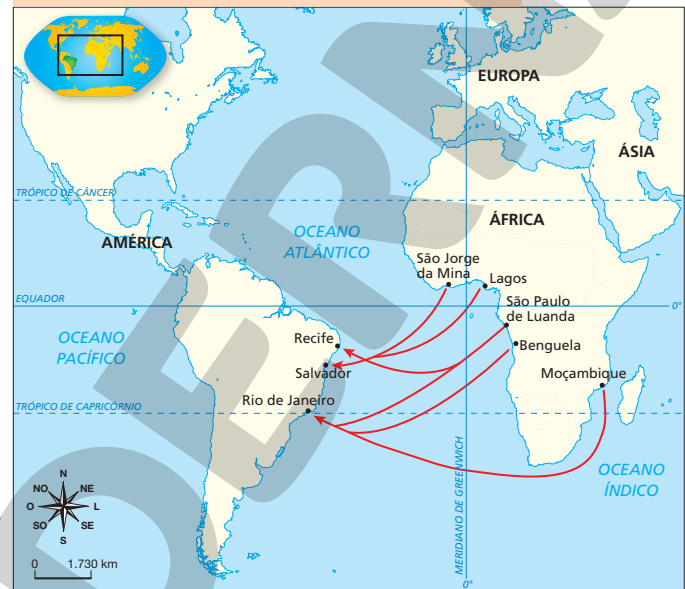 EUROPA
ÁSIA
TRÓPICO DE CÂNCER
OCEANO
ATLÂNTICO
ÁFRICA
AMÉRICA
São Jorge
da Mina
Lagos
EQUADOR
0°
São Paulo
de Luanda
OCEANO
PACÍFICO
Recife
Benguela
Salvador
Moçambique
Rio de Janeiro
TRÓPICO DE CAPRICÓRNIO
MERIDIANO DE GREENWICH
OCEANO
ÍNDICO
N
NO
NE
O
L
SO
SE
S
0
1.730 km
0°